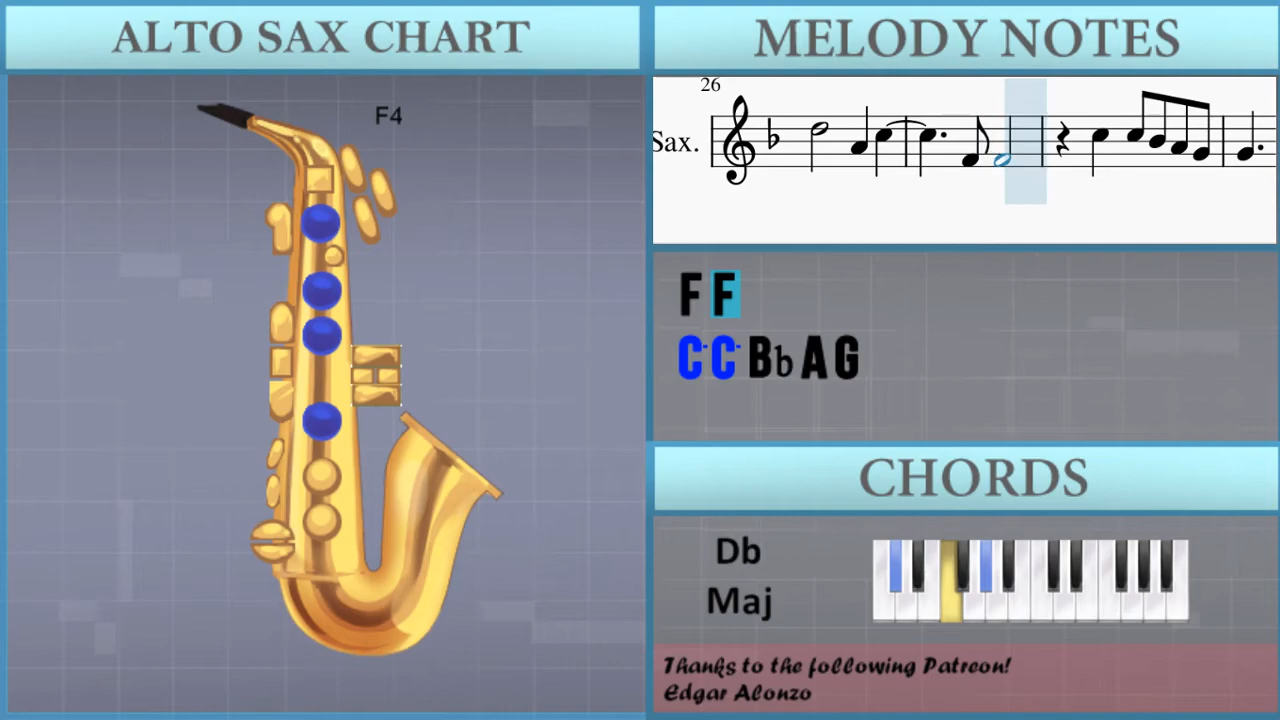 ALTO SAX CHART
F4
MELODY NOTES
26
Sax.
F F
C· C· Bb A G
CHORDS
Db
Maj
Thanks to the following Patreon!
Edgar Alonzo